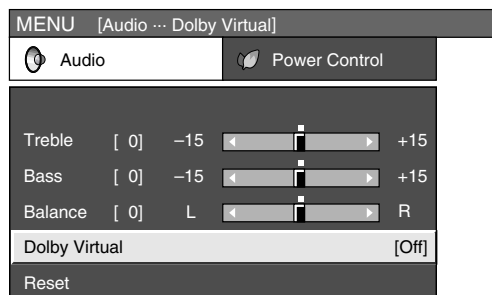 MENU [Audio ··· Dolby Virtual]
Audio Power Control
Treble [ 0] –15 +15
Bass [ 0] –15 +15
Balance [ 0] L R
Dolby Virtual [Off]
Reset